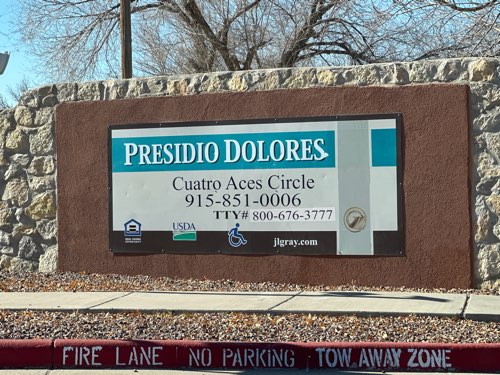 PRESIDIO DOLORES
Cuatro Aces Circle
915-851-0006
TTY# 800-676-3777
USDA
jlgray.com
FIRE LANE NO PARKING TOW AWAY ZONE